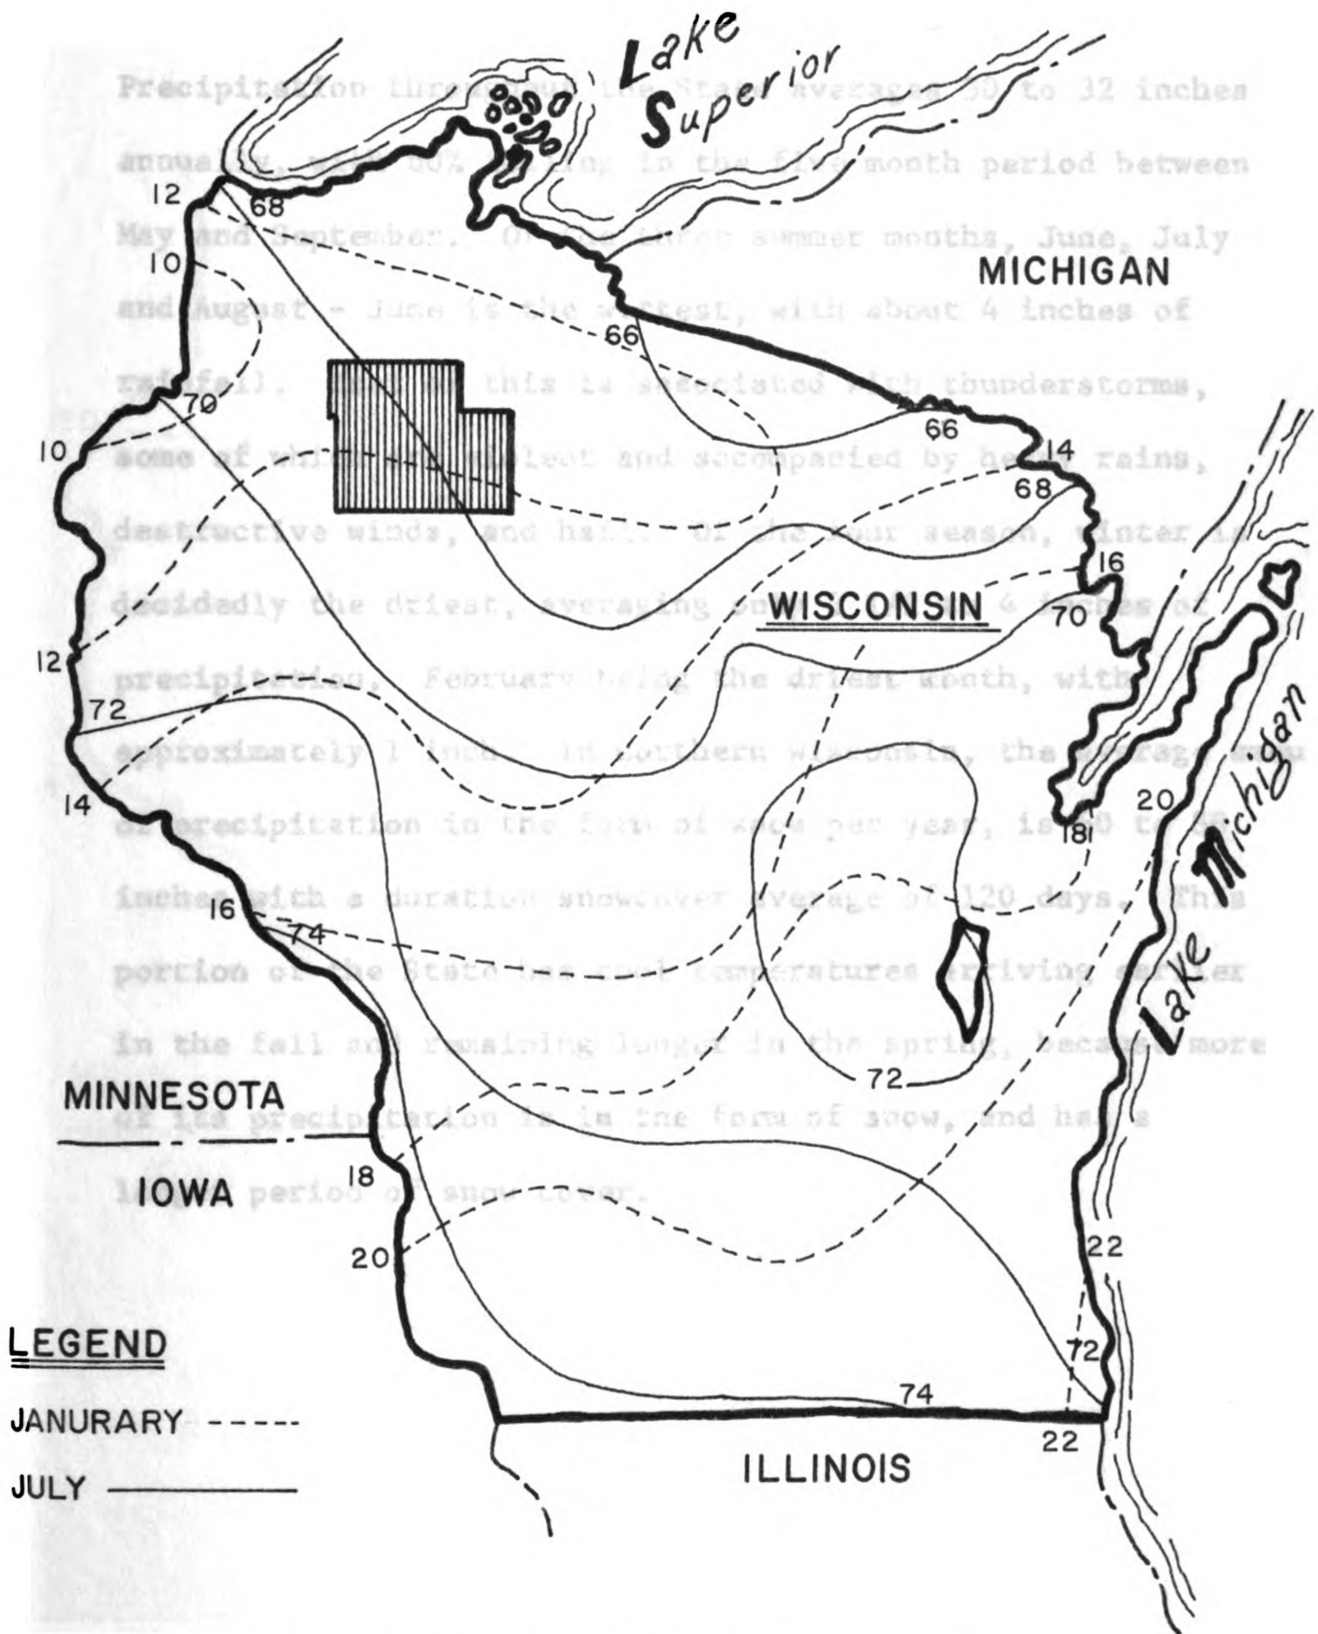 Lake
Superior
Precipitation throughout the State averages 30 to 32 inches
annually, with 60% falling in the five month period between
12
68
May and September. Of the three summer months, June, July
10
MICHIGAN
and August - June is the wettest, with about 4 inches of
66
rainfall. this is associated with thunderstorms,
70
66
10
14
some of which are violent and accompanied by heavy rains,
68
destructive winds, and hail. Of the four season, winter is
16
decidedly the driest, averaging only 4 inches of
WISCONSIN
70
12
precipitation. February being the driest month, with
72
approximately 1 inch. In northern Wisconsin, the average
14
20
of precipitation in the form of snow per year, is to
18
Lake Michigan
inches with a duration snowcover average of 120 days. This
16
74
portion of the State has cool temperatures arriving earlier
in the fall and remaining longer in the spring, because more
72
MINNESOTA
of its precipitation is in the form of snow, and has a
18
IOWA
longer period of snow cover.
20
22
LEGEND
72
74
JANURARY
22
ILLINOIS
JULY